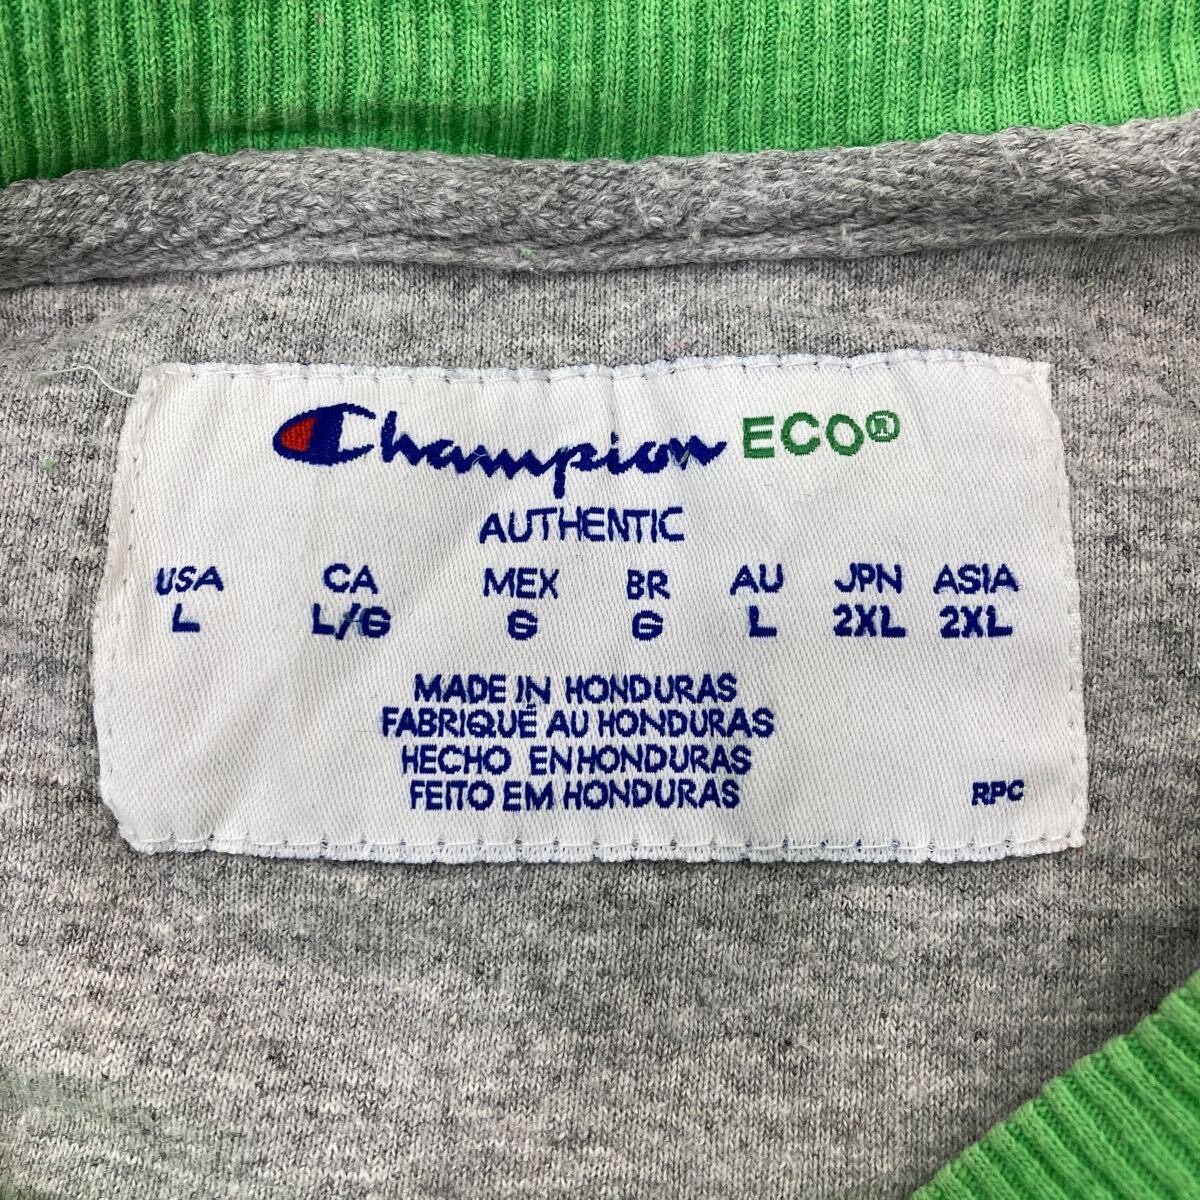 Champion ECO®
AUTHENTIC
USA CA MEX BR AU JPN ASIA
L L/G G G L 2XL 2XL
MADE IN HONDURAS
FABRIQUÉ AU HONDURAS
HECHO EN HONDURAS
FEITO EM HONDURAS
RPC